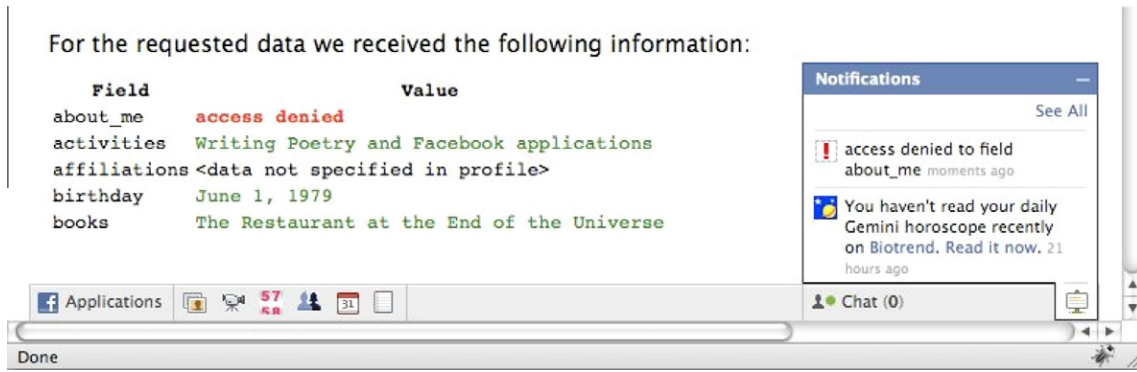 For the requested data we received the following information:
Field Value
about_me access denied
activities Writing Poetry and Facebook applications
affiliations <data not specified in profile>
birthday June 1, 1979
books The Restaurant at the End of the Universe
Notifications
See All
access denied to field
about_me moments ago
You haven't read your daily
Gemini horoscope recently
on Biotrend. Read it now. 21
hours ago
Applications
57
58
31
Chat (0)
Done